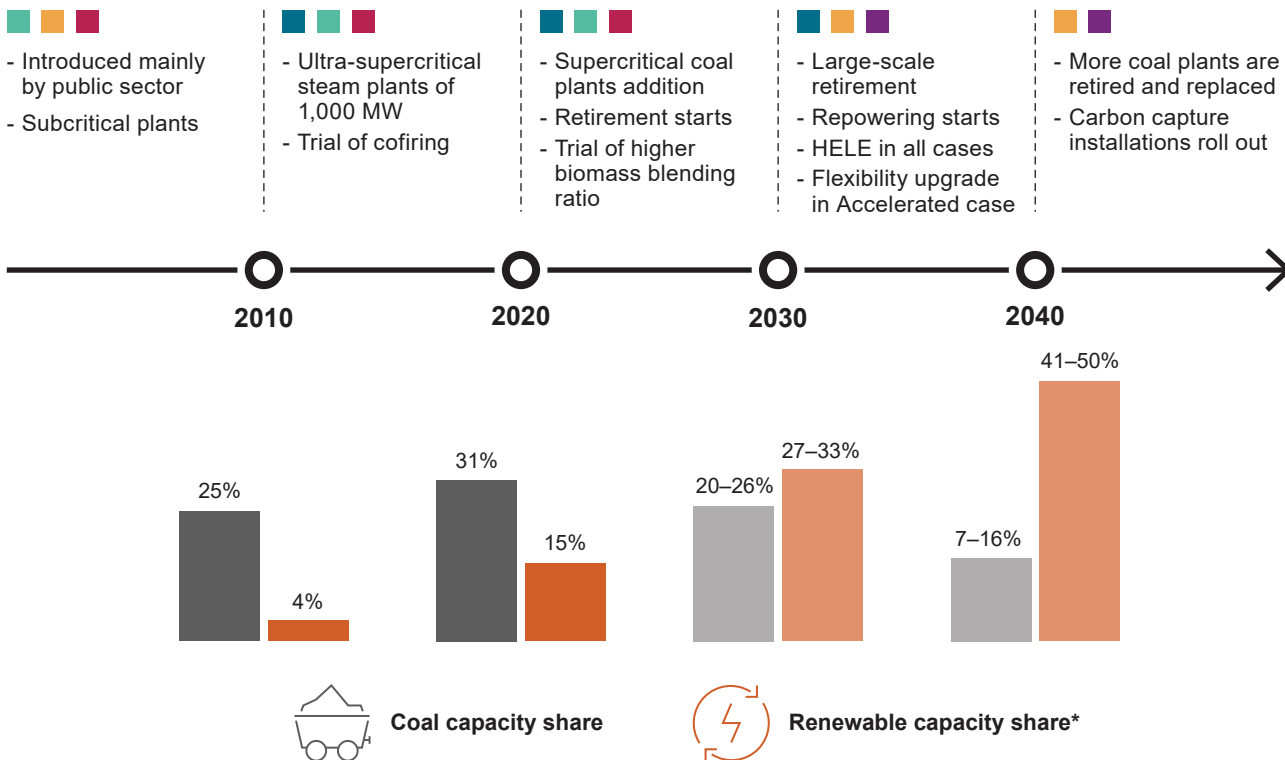 - Introduced mainly
by public sector
- Subcritical plants
- Ultra-supercritical
steam plants of
1,000 MW
- Trial of cofiring
- Supercritical coal
plants addition
- Retirement starts
- Trial of higher
biomass blending
ratio
- Large-scale
retirement
- Repowering starts
- HELE in all cases
- Flexibility upgrade
in Accelerated case
- More coal plants are
retired and replaced
- Carbon capture
installations roll out
2010
2020
2030
2040
25%
4%
31%
15%
20–26%
27–33%
7–16%
41–50%
Coal capacity share
Renewable capacity share*